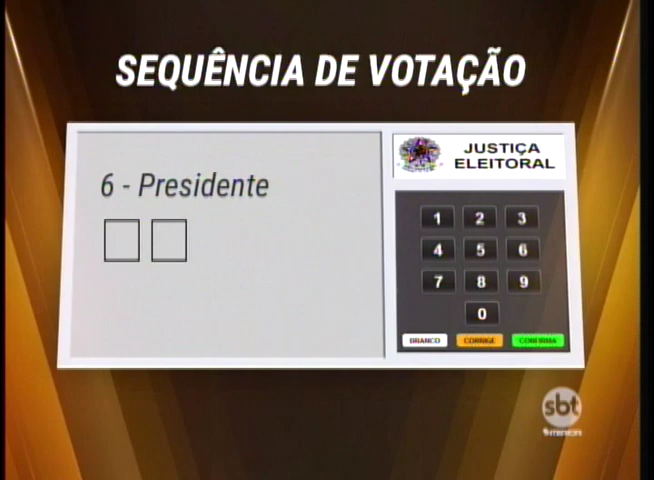 SEQUÊNCIA DE VOTAÇÃO
6 - Presidente
JUSTIÇA
ELEITORAL
1 2 3
4 5 6
7 8 9
0
BRANCO CORRIGE CONFIRMA
sbt
INTERIOR